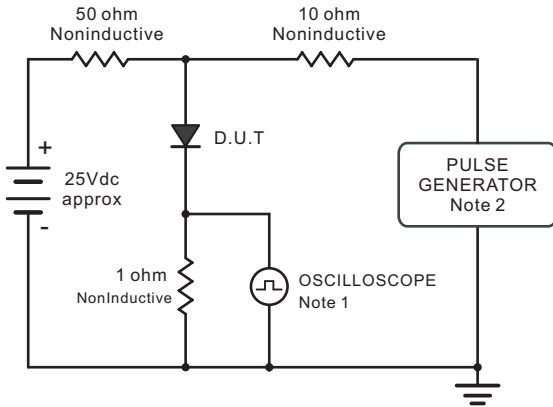 50 ohm
Noninductive
10 ohm
Noninductive
D.U.T
+
25Vdc
approx
-
PULSE
GENERATOR
Note 2
1 ohm
NonInductive
OSCILLOSCOPE
Note 1